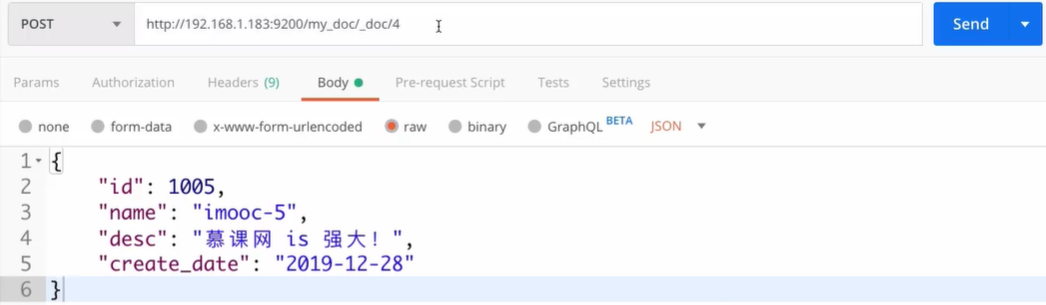 POST http://192.168.1.183:9200/my_doc/_doc/4 Send
Params Authorization Headers (9) Body Pre-request Script Tests Settings
none form-data x-www-form-urlencoded raw binary GraphQL BETA JSON
1 {
2 "id": 1005,
3 "name": "imooc-5",
4 "desc": "慕课网 is 强大！",
5 "create_date": "2019-12-28"
6 }